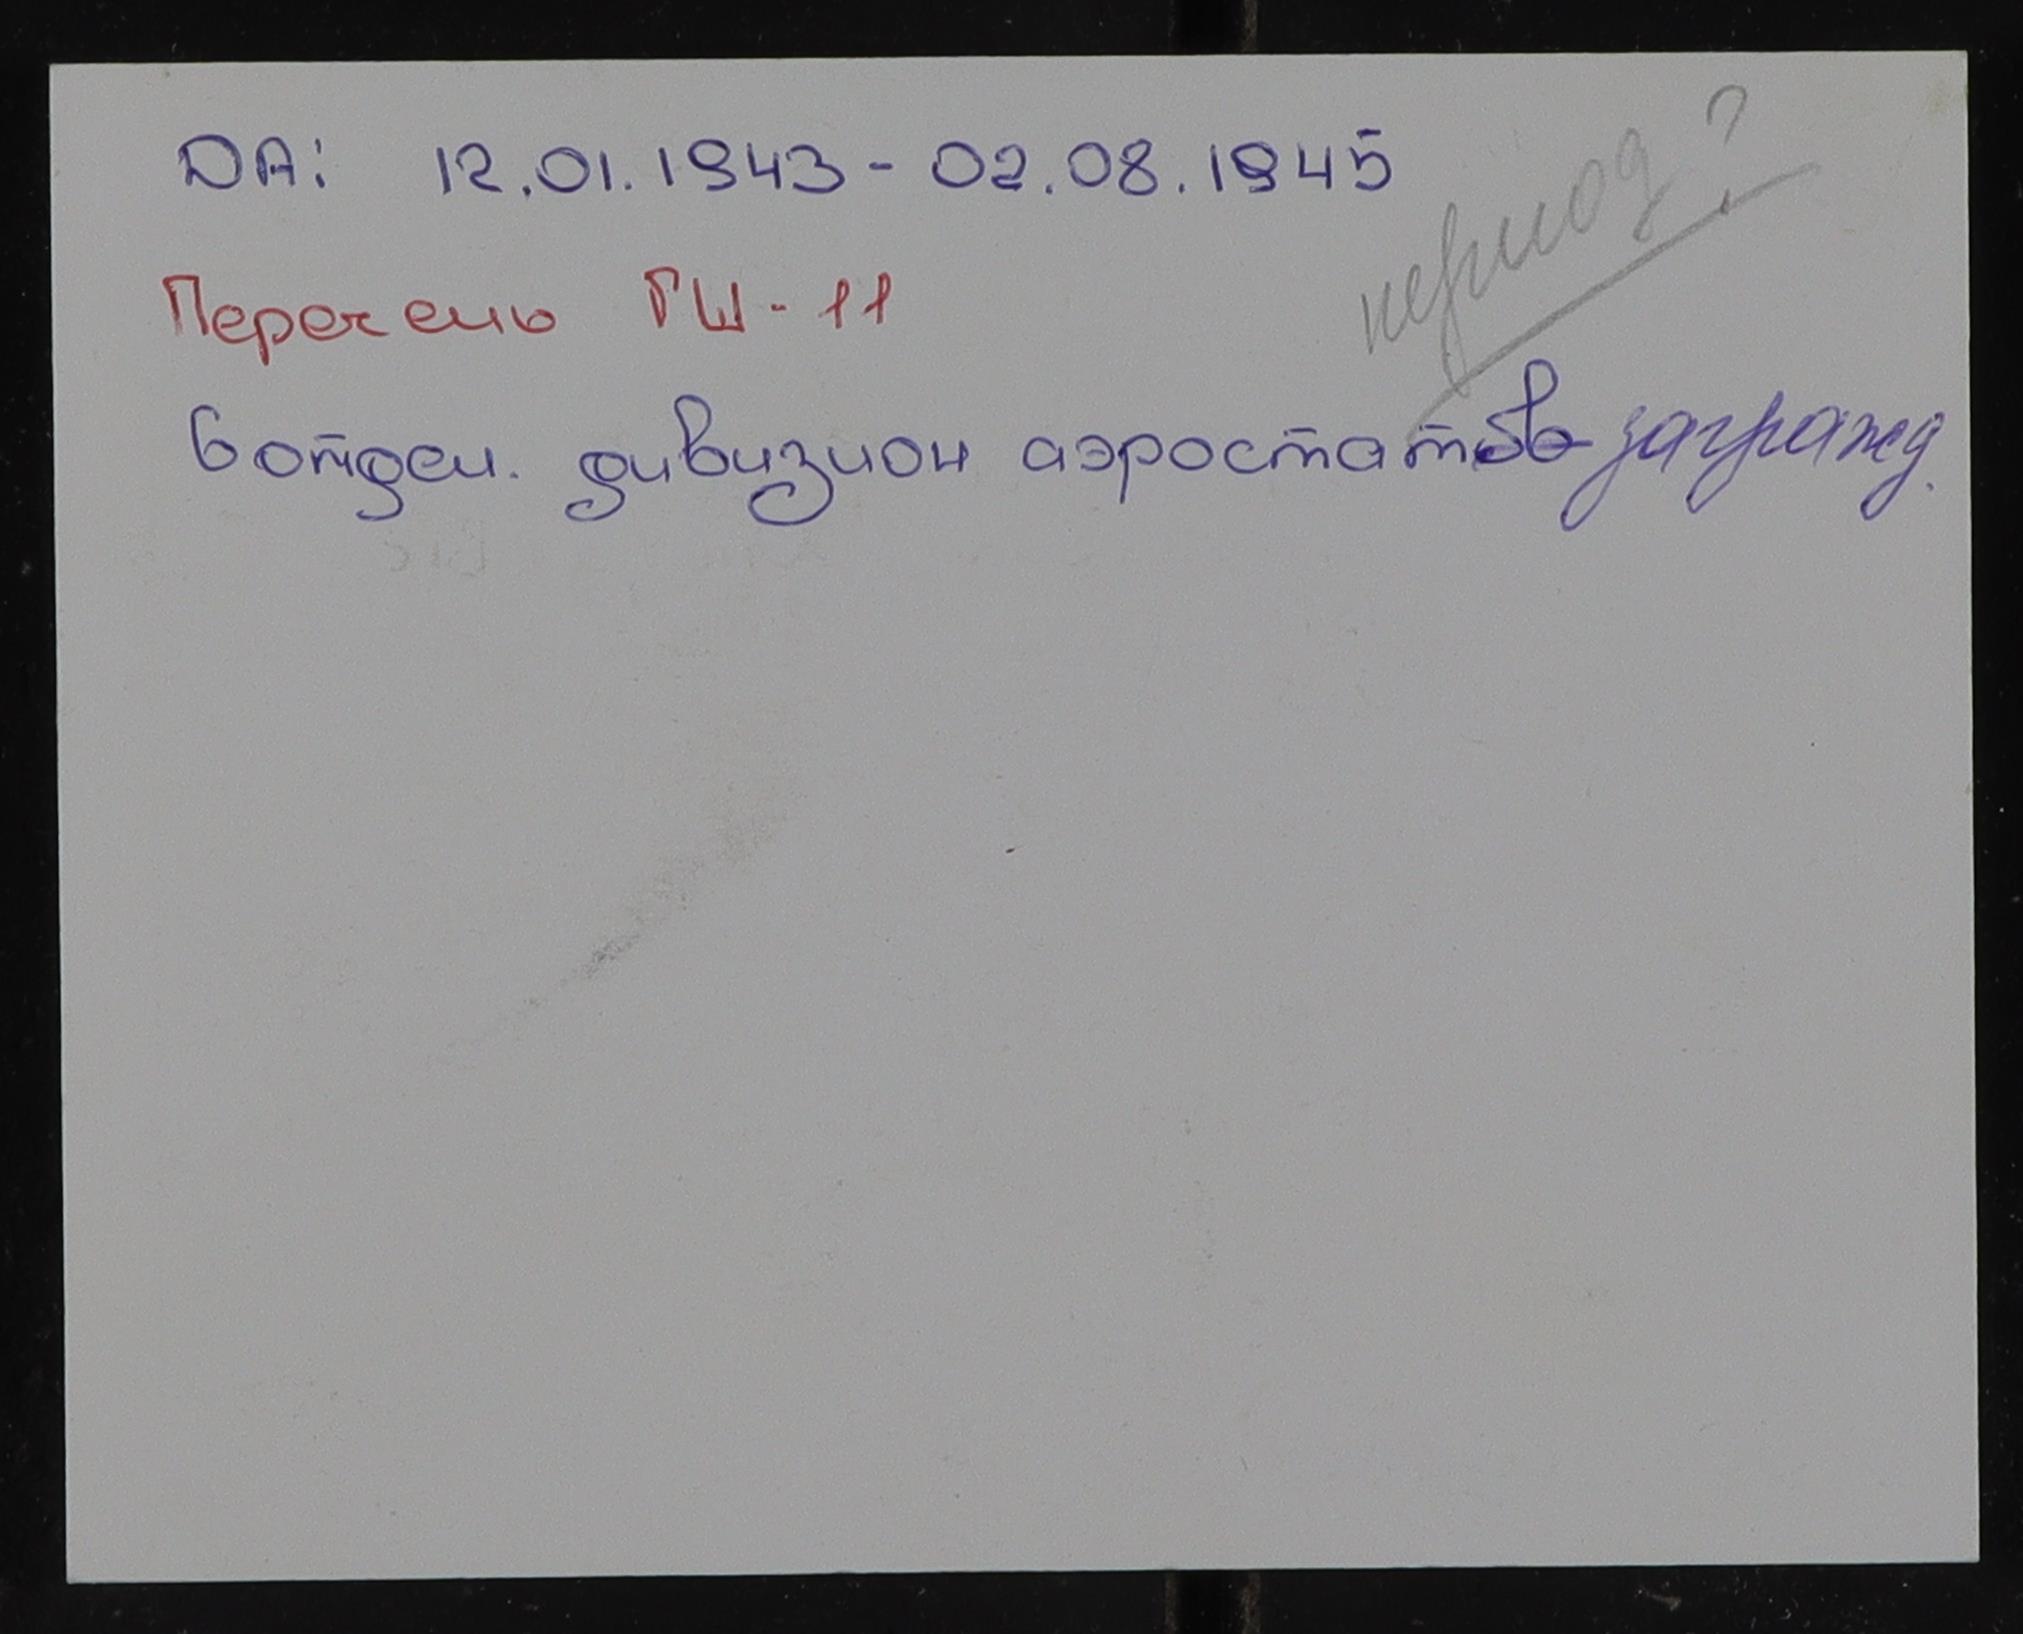 ДА: 12.01.1943 - 02.08.1945
период?
Перечень ГШ - 11
6 отдел. дивизион аэростатов загражд.